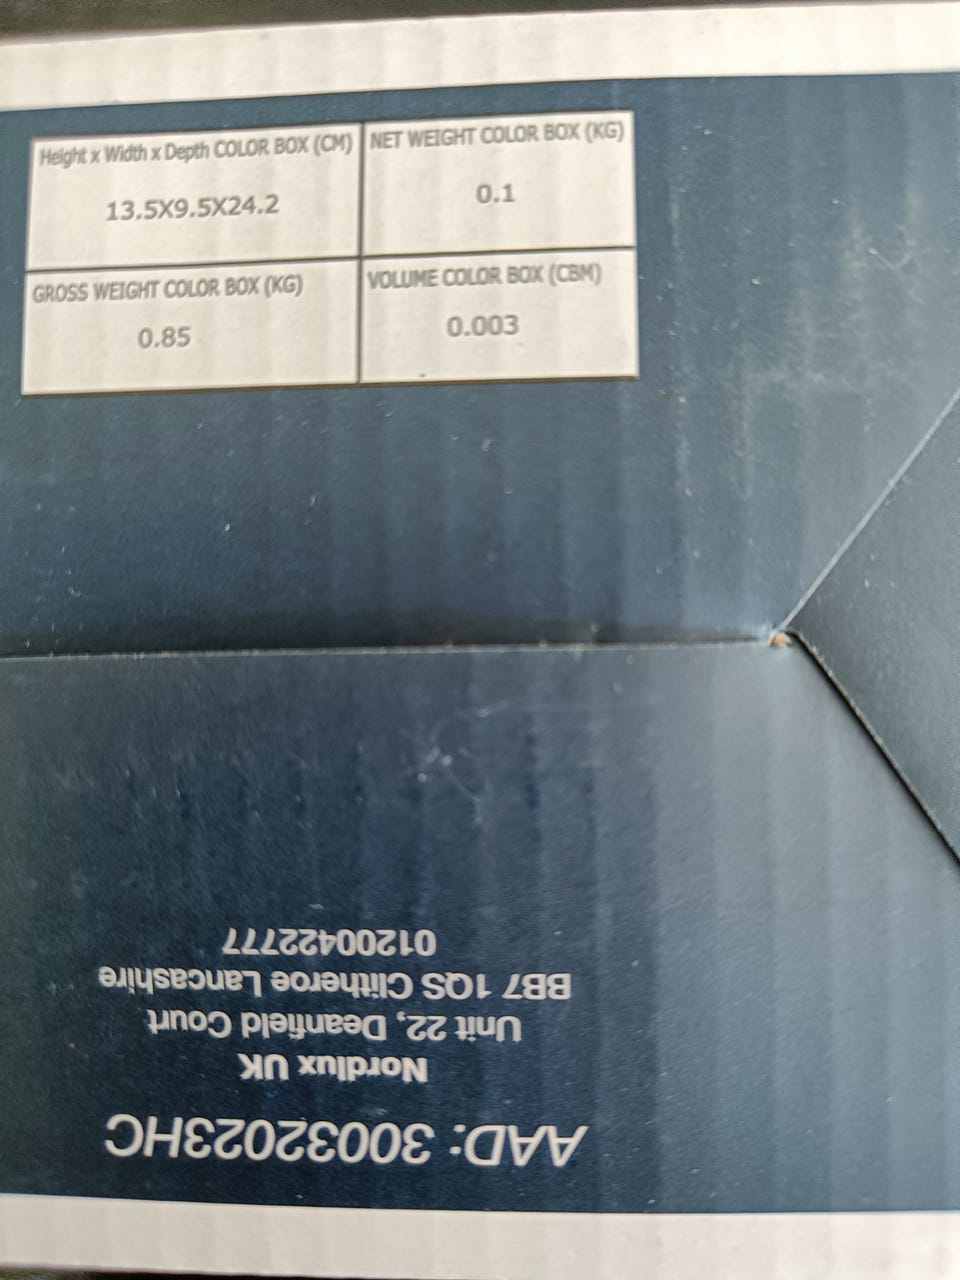 Height x Width x Depth COLOR BOX (CM)
13.5X9.5X24.2
NET WEIGHT COLOR BOX (KG)
0.1
GROSS WEIGHT COLOR BOX (KG)
0.85
VOLUME COLOR BOX (CBM)
0.003
AAD: 30032023HC
Nordlux UK
Unit 22, Deanfield Court
BB7 1QS Clitheroe Lancashire
01200422777